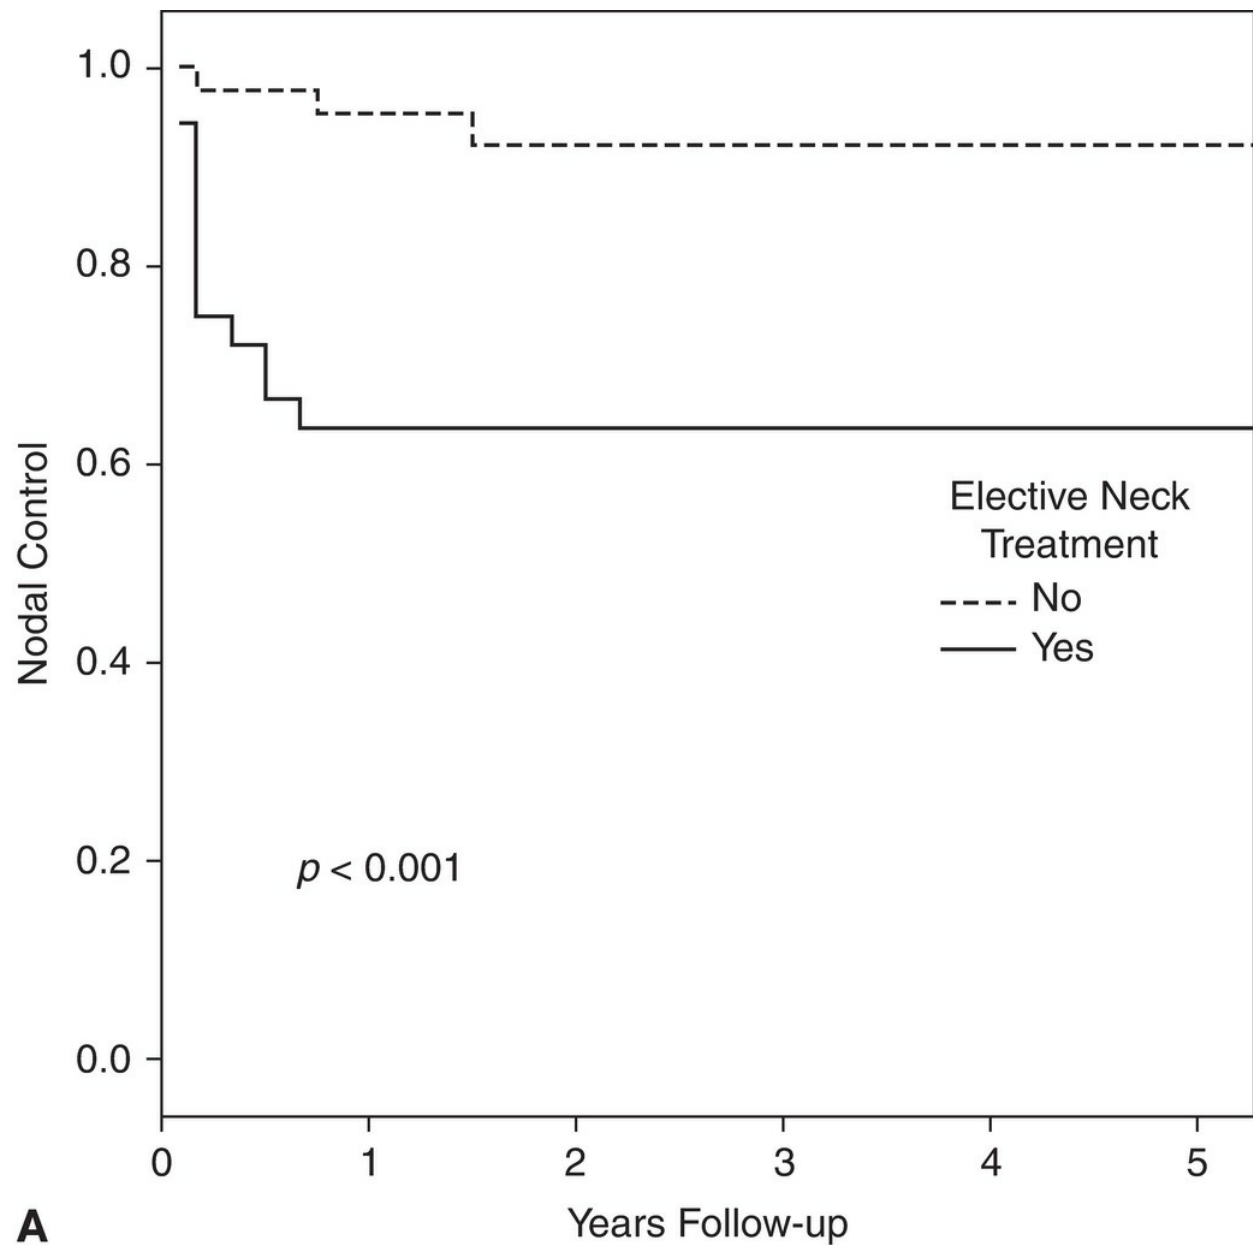 1.0
0.8
0.6
0.4
0.2
0.0
Nodal Control
Elective Neck
Treatment
No
Yes
p < 0.001
0 1 2 3 4 5
Years Follow-up
A